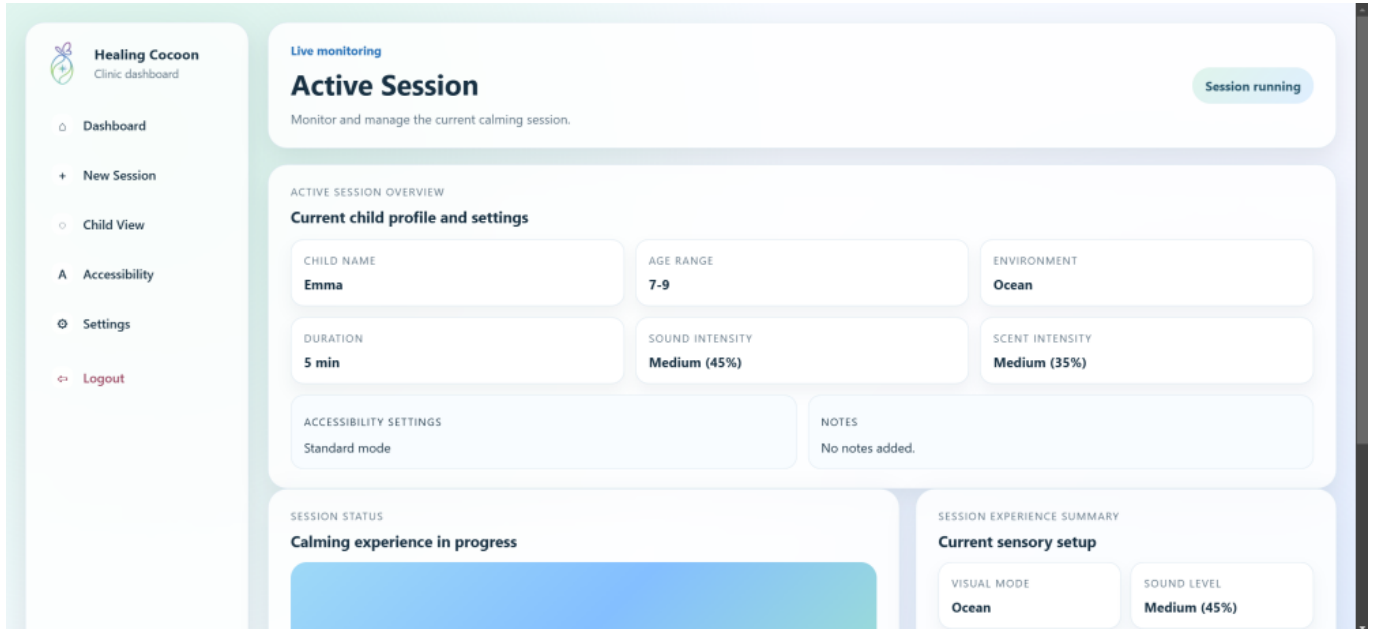 Healing Cocoon
Clinic dashboard
Dashboard
+ New Session
Child View
A Accessibility
Settings
Logout
Live monitoring
Active Session
Monitor and manage the current calming session.
Session running
ACTIVE SESSION OVERVIEW
Current child profile and settings
CHILD NAME
Emma
AGE RANGE
7-9
ENVIRONMENT
Ocean
DURATION
5 min
SOUND INTENSITY
Medium (45%)
SCENT INTENSITY
Medium (35%)
ACCESSIBILITY SETTINGS
Standard mode
NOTES
No notes added.
SESSION STATUS
Calming experience in progress
SESSION EXPERIENCE SUMMARY
Current sensory setup
VISUAL MODE
Ocean
SOUND LEVEL
Medium (45%)